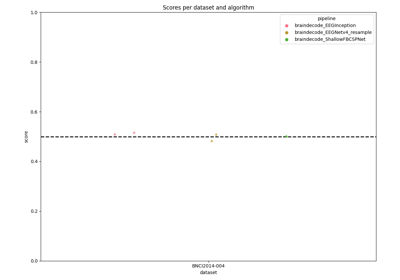 Scores per dataset and algorithm
pipeline
braindecode_EEGInception
braindecode_EEGNetv4_resample
braindecode_ShallowFBCSPNet
1.0
0.8
0.6
0.4
0.2
0.0
score
BNCI2014-004
dataset